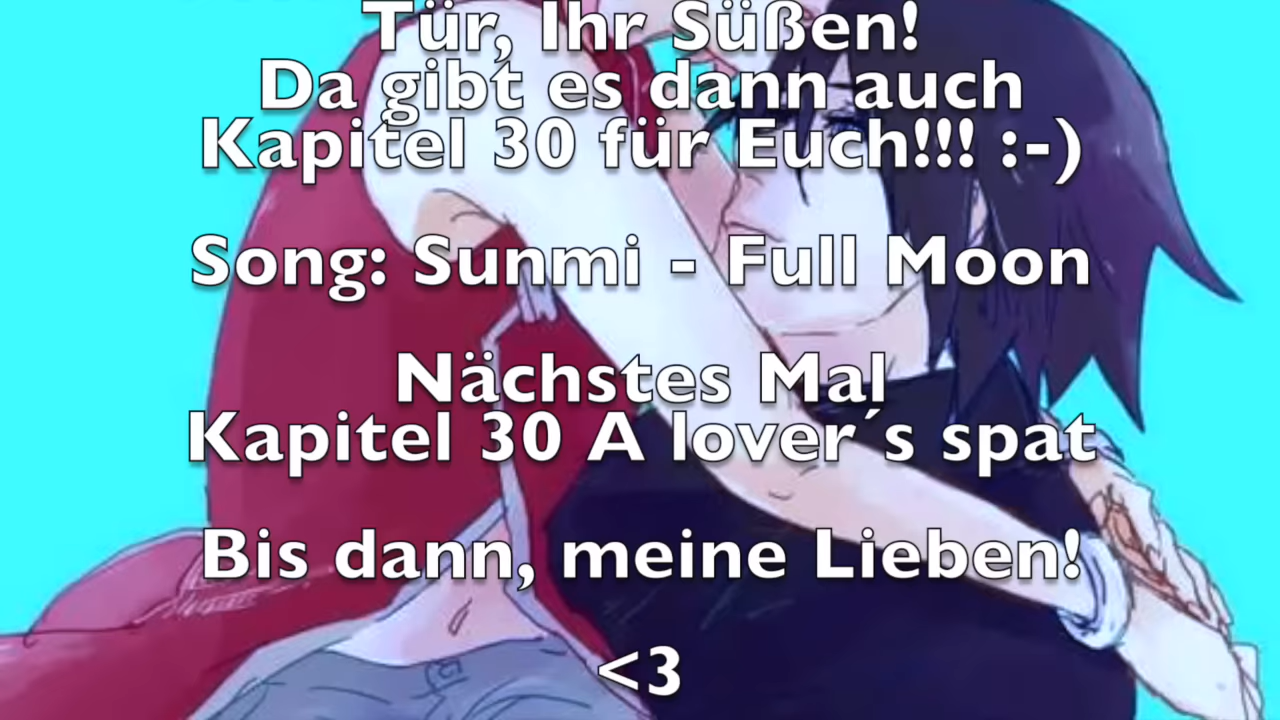 Tür, Ihr Süßen!
Da gibt es dann auch
Kapitel 30 für Euch!!! :-)
Song: Sunmi - Full Moon
Nächstes Mal
Kapitel 30 A lover´s spat
Bis dann, meine Lieben!
<3